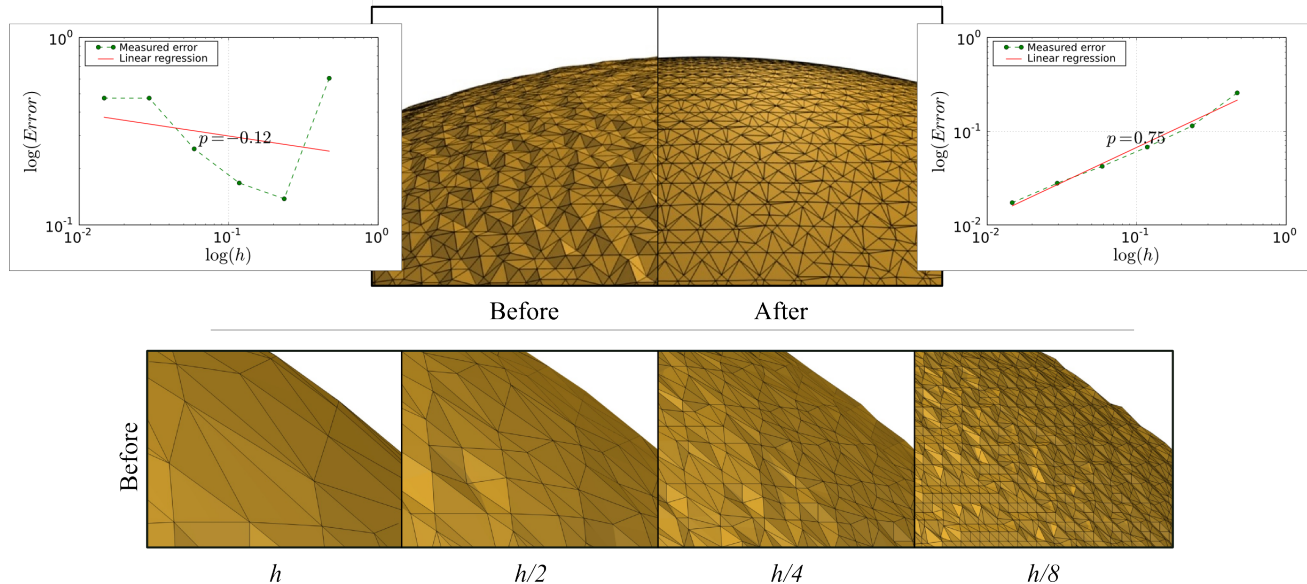 10^0
Measured error
Linear regression
log(Error)
p=−0.12
10^-1
10^-2
10^-1
10^0
log(h)
10^0
Measured error
Linear regression
log(Error)
10^-1
p=0.75
10^-2
10^-2
10^-1
10^0
log(h)
Before
After
Before
h
h/2
h/4
h/8